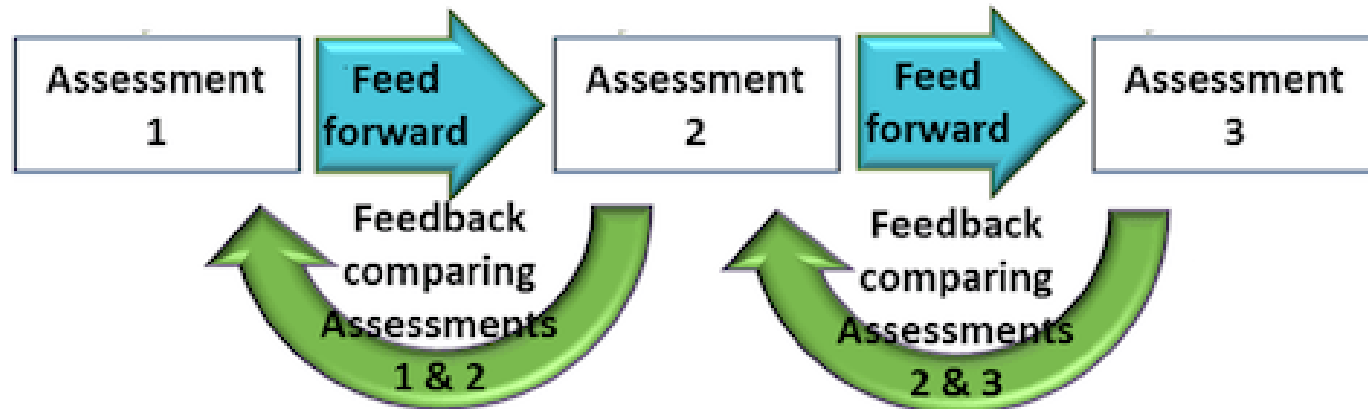 Assessment
1
Feed
forward
Assessment
2
Feed
forward
Assessment
3
Feedback
comparing
Assessments
1 & 2
Feedback
comparing
Assessments
2 & 3